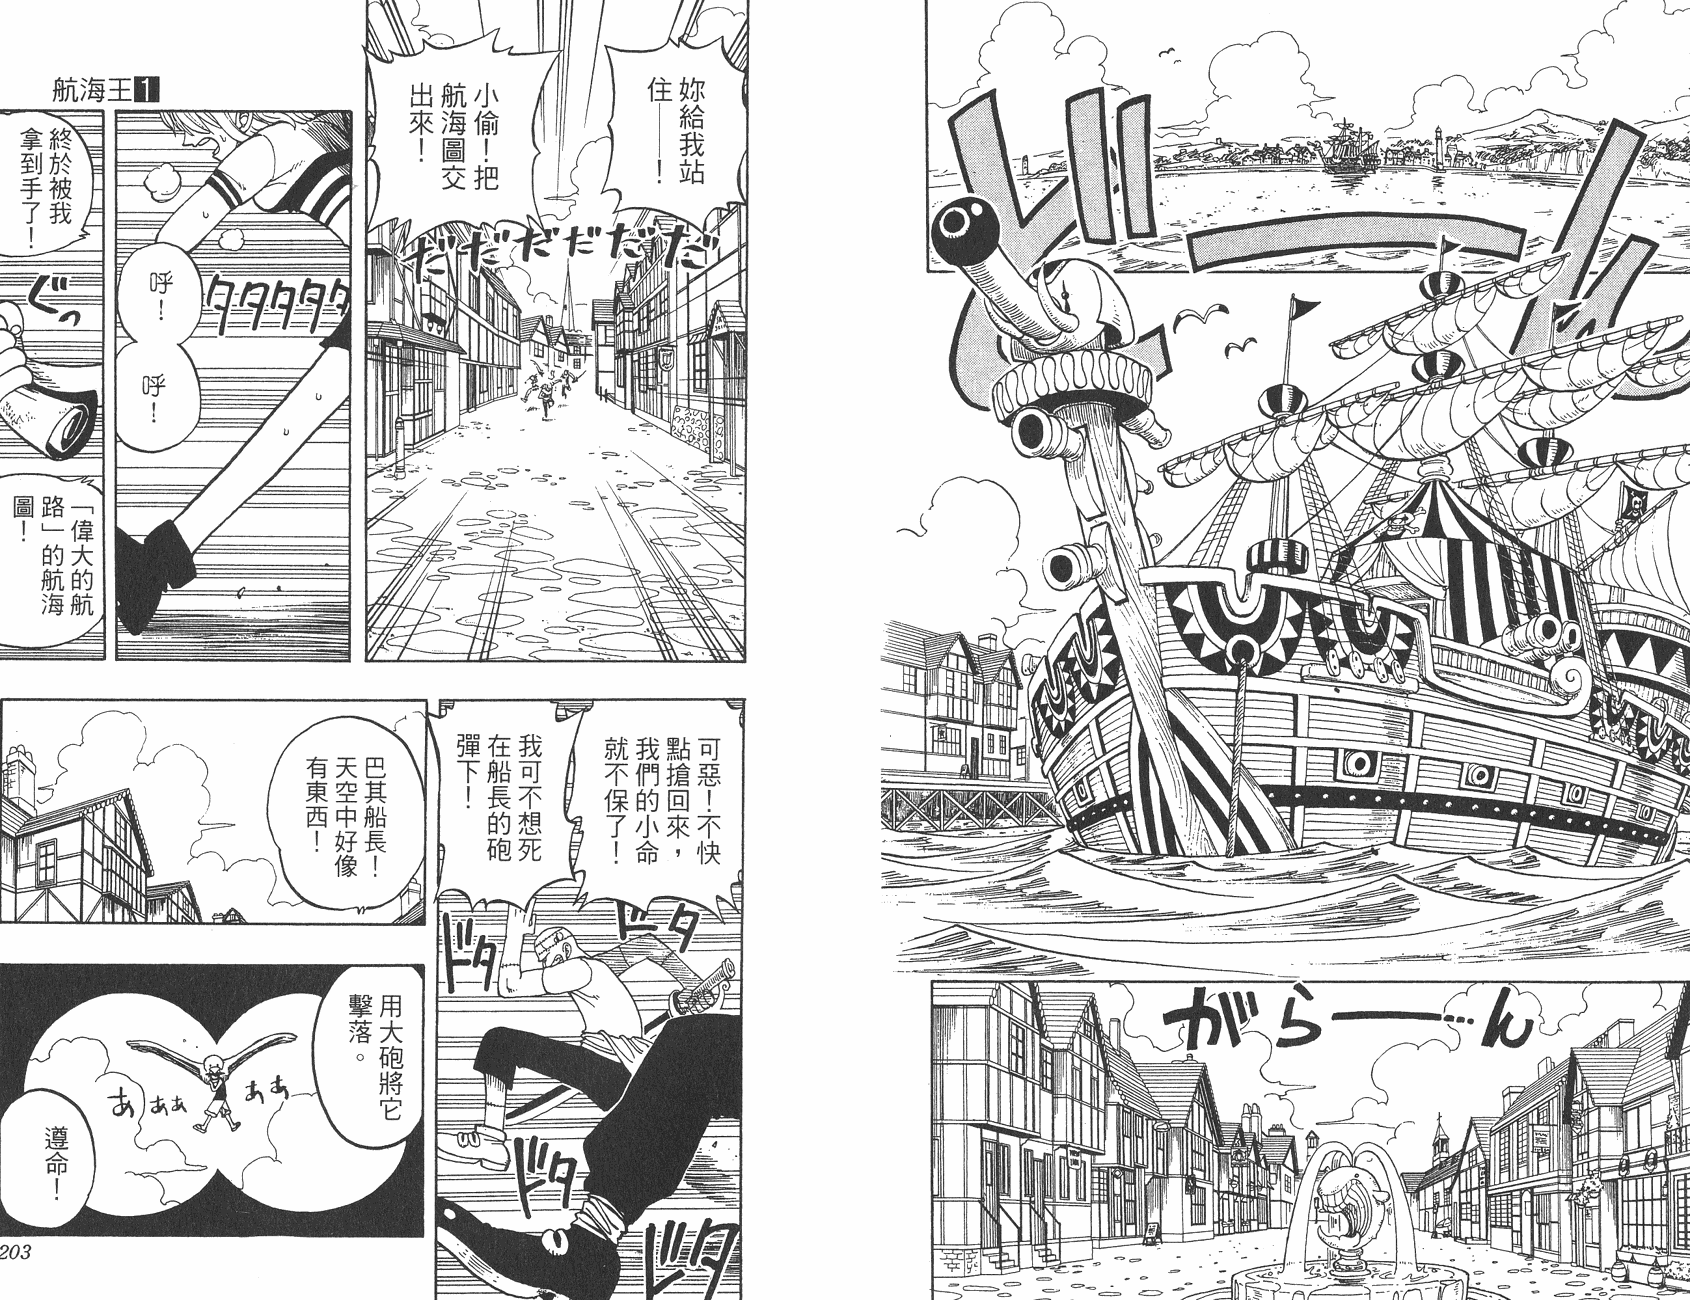 ドーン
がらーーん
妳給我站
住——！
小偷！把
航海圖交
出來！
だだだだだだだ
呼！
呼！
タタタタタタ
航海王1
終於被我
拿到手了！
ぐっ
「偉大的航
路」的航海
圖！
可惡！不快
點搶回來，
我們的小命
就不保了！
我可不想死
在船長的砲
彈下！
ドタ
ドタ
ドタ
ドタ
巴其船長！
天空中好像
有東西！
用大砲將它
擊落。
ああ
あああ
遵命！
203